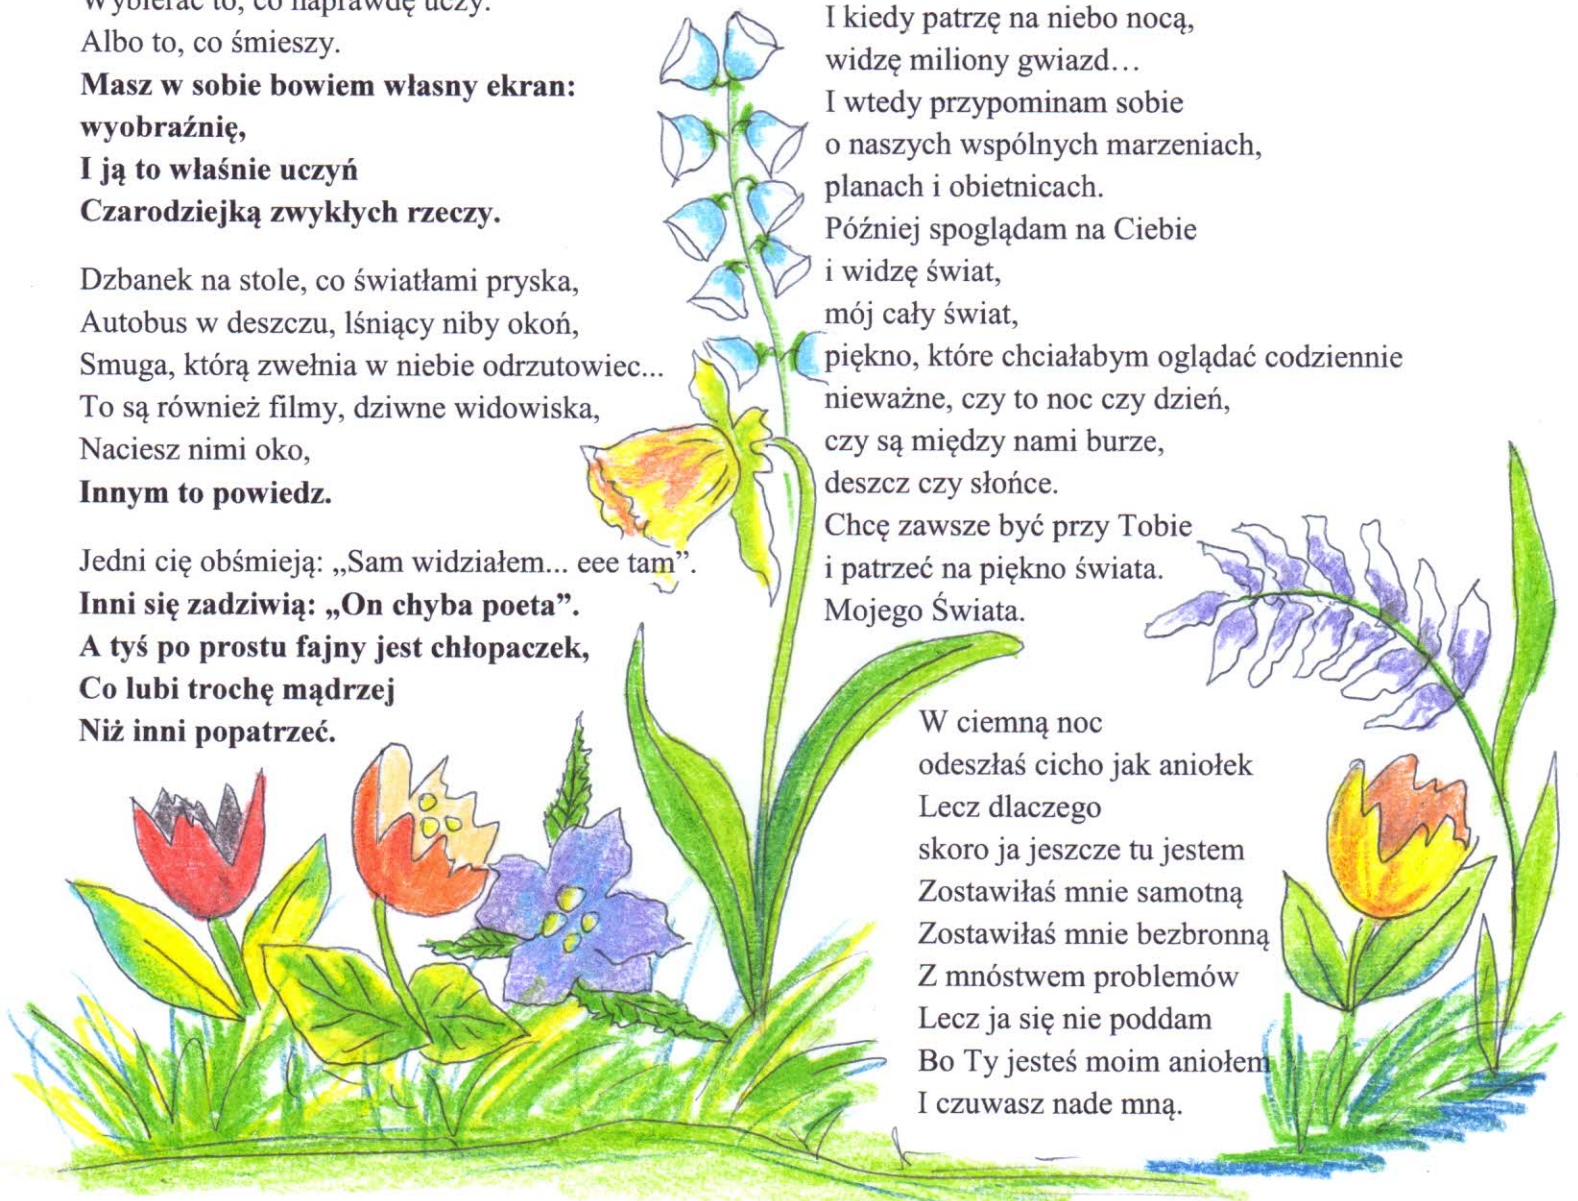 Wybierać to, co naprawdę uczy.
Albo to, co śmieszy.
Masz w sobie bowiem własny ekran:
wyobraźnię,
I ją to właśnie uczyń
Czarodziejką zwykłych rzeczy.
Dzbanek na stole, co światłami pryska,
Autobus w deszczu, lśniący niby okoń,
Smuga, którą zwełnia w niebie odrzutowiec...
To są również filmy, dziwne widowiska,
Naciesz nimi oko,
Innym to powiedz.
Jedni cię obśmieją: „Sam widziałem... eee tam”.
Inni się zadziwią: „On chyba poeta”.
A tyś po prostu fajny jest chłopaczek,
Co lubi trochę mądrzej
Niż inni popatrzeć.
I kiedy patrzę na niebo nocą,
widzę miliony gwiazd…
I wtedy przypominam sobie
o naszych wspólnych marzeniach,
planach i obietnicach.
Później spoglądam na Ciebie
i widzę świat,
mój cały świat,
piękno, które chciałabym oglądać codziennie
nieważne, czy to noc czy dzień,
czy są między nami burze,
deszcz czy słońce.
Chcę zawsze być przy Tobie
i patrzeć na piękno świata.
Mojego Świata.
W ciemną noc
odeszłaś cicho jak aniołek
Lecz dlaczego
skoro ja jeszcze tu jestem
Zostawiłaś mnie samotną
Zostawiłaś mnie bezbronną
Z mnóstwem problemów
Lecz ja się nie poddam
Bo Ty jesteś moim aniołem
I czuwasz nade mną.